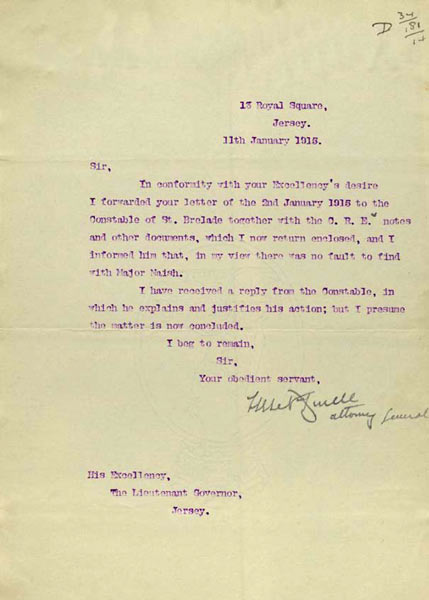 D 34
181
14
13 Royal Square,
Jersey.
11th January 1915.
Sir,
In conformity with your Excellency's desire
I forwarded your letter of the 2nd January 1915 to the
Constable of St. Brelade together with the C. R. E." notes
and other documents, which I now return enclosed, and I
informed him that, in my view there was no fault to find
with Major Naish.
I have received a reply from the Constable, in
which he explains and justifies his action; but I presume
the matter is now concluded.
I beg to remain,
Sir,
Your obedient servant,
attorney General
His Excellency,
The Lieutenant Governor,
Jersey.